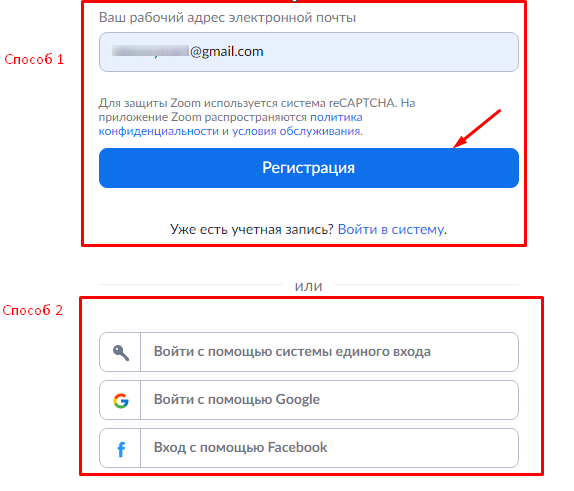 Ваш рабочий адрес электронной почты
Способ 1
@gmail.com
Для защиты Zoom используется система reCAPTCHA. На
приложение Zoom распространяются политика
конфиденциальности и условия обслуживания.
Регистрация
Уже есть учетная запись? Войти в систему.
или
Способ 2
Войти с помощью системы единого входа
Войти с помощью Google
Вход с помощью Facebook